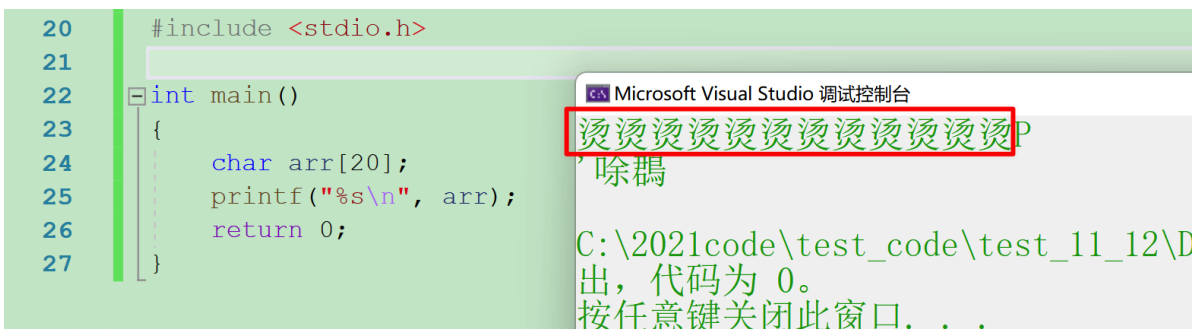 20 #include <stdio.h>
21
22 int main()
23 {
24 char arr[20];
25 printf("%s\n", arr);
26 return 0;
27 }
Microsoft Visual Studio 调试控制台
烫烫烫烫烫烫烫烫烫烫烫烫P
'喍鵾
C:\2021code\test_code\test_11_12\D
出，代码为 0。
按任意键关闭此窗口. . .